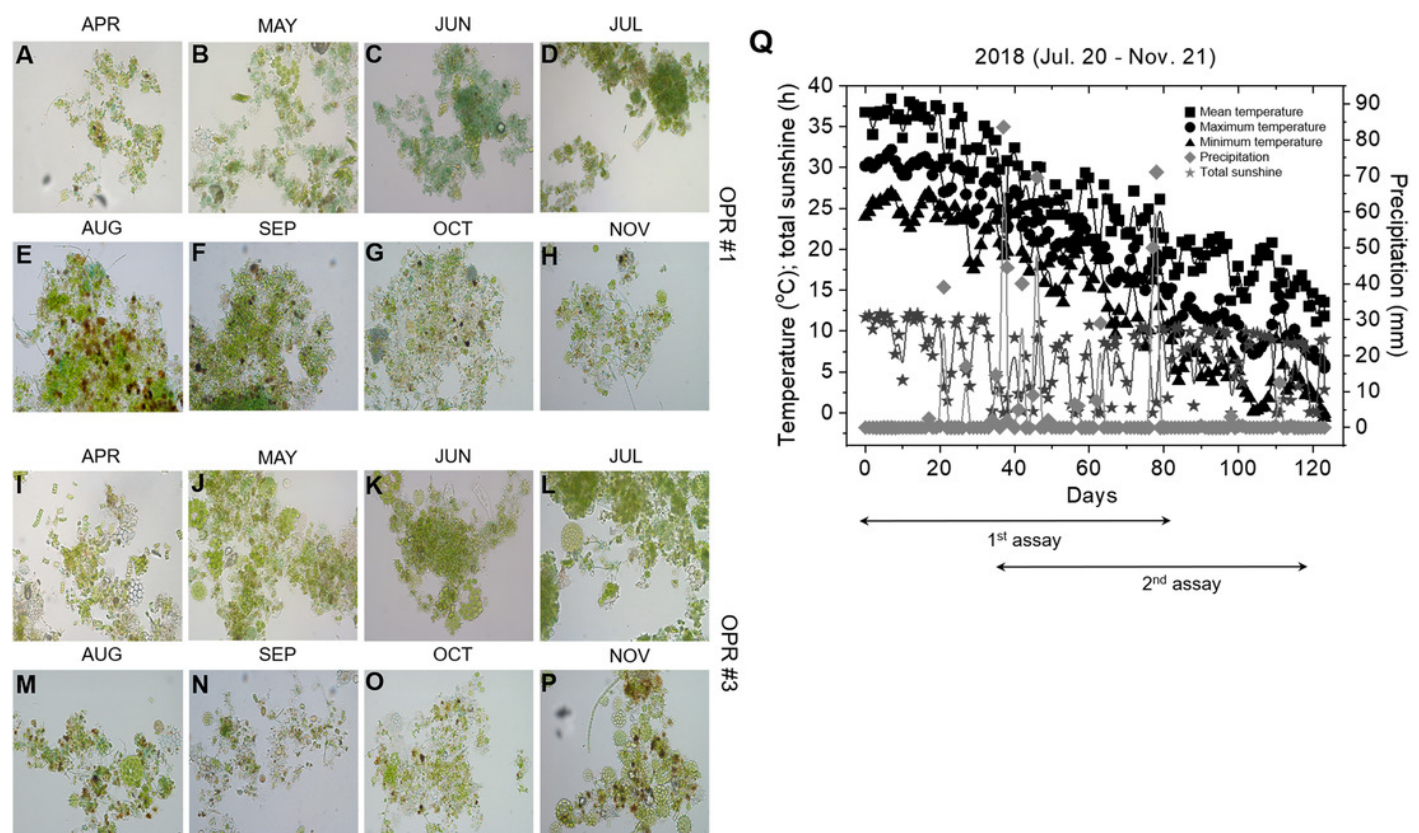 APR MAY JUN JUL
A B C D
AUG SEP OCT NOV
E F G H
OPR #1
APR MAY JUN JUL
I J K L
AUG SEP OCT NOV
M N O P
OPR #3
Q
2018 (Jul. 20 - Nov. 21)
Temperature (°C); total sunshine (h)
40
35
30
25
20
15
10
5
0
Mean temperature
Maximum temperature
Minimum temperature
Precipitation
Total sunshine
90
80
70
60
50
40
30
20
10
0
Precipitation (mm)
0 20 40 60 80 100 120
Days
1st assay
2nd assay